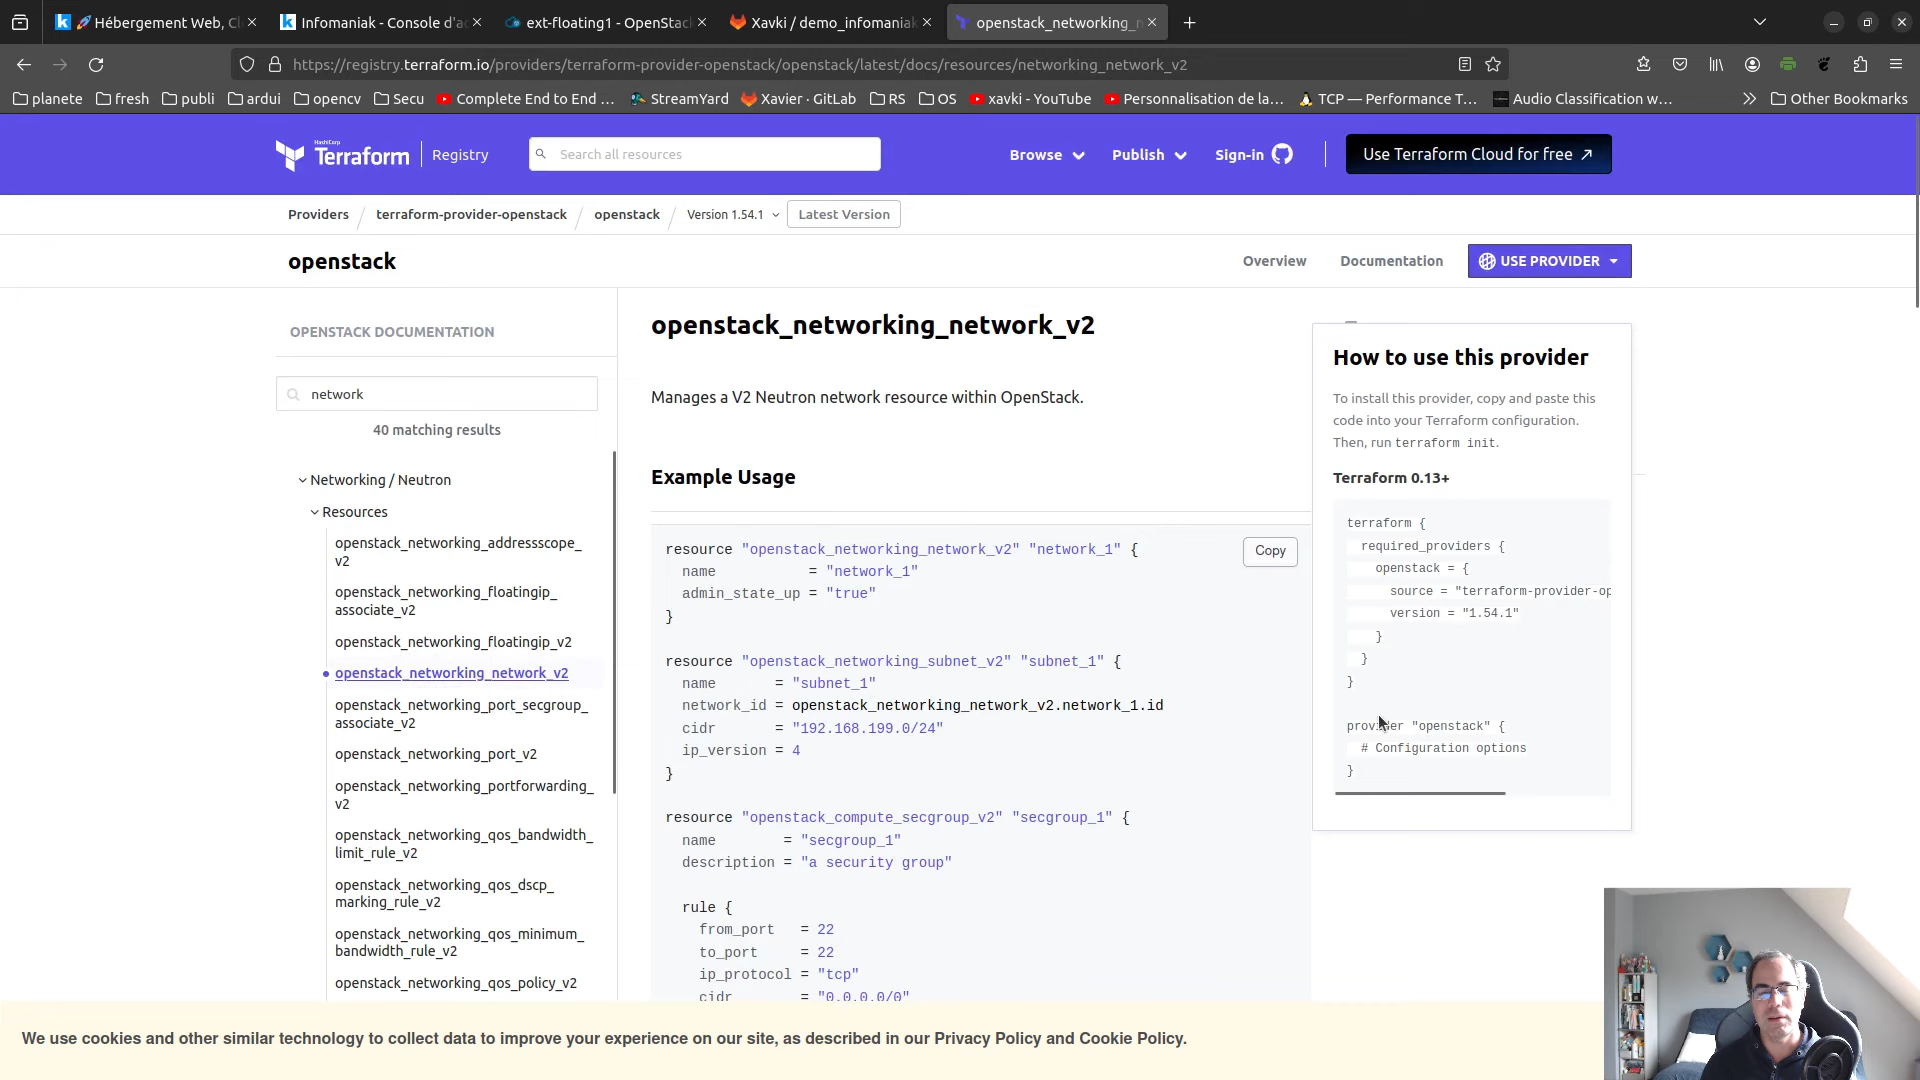 🚀 Hébergement Web, Cl
Infomaniak - Console d'ac
ext-floating1 - OpenStac
Xavki / demo_infomaniak
openstack_networking_n
https://registry.terraform.io/providers/terraform-provider-openstack/openstack/latest/docs/resources/networking_network_v2
planete
fresh
publi
ardui
opencv
Secu
Complete End to End ...
StreamYard
Xavier · GitLab
RS
OS
xavki - YouTube
Personnalisation de la...
TCP — Performance T...
Audio Classification w...
Other Bookmarks
HashiCorp
Terraform
Registry
Search all resources
Browse
Publish
Sign-in
Use Terraform Cloud for free ↗
Providers / terraform-provider-openstack / openstack / Version 1.54.1
Latest Version
openstack
Overview
Documentation
USE PROVIDER
OPENSTACK DOCUMENTATION
network
40 matching results
Networking / Neutron
Resources
openstack_networking_addressscope_
v2
openstack_networking_floatingip_
associate_v2
openstack_networking_floatingip_v2
openstack_networking_network_v2
openstack_networking_port_secgroup_
associate_v2
openstack_networking_port_v2
openstack_networking_portforwarding_
v2
openstack_networking_qos_bandwidth_
limit_rule_v2
openstack_networking_qos_dscp_
marking_rule_v2
openstack_networking_qos_minimum_
bandwidth_rule_v2
openstack_networking_qos_policy_v2
openstack_networking_network_v2
Manages a V2 Neutron network resource within OpenStack.
Example Usage
Copy
resource "openstack_networking_network_v2" "network_1" {
name = "network_1"
admin_state_up = "true"
}
resource "openstack_networking_subnet_v2" "subnet_1" {
name = "subnet_1"
network_id = openstack_networking_network_v2.network_1.id
cidr = "192.168.199.0/24"
ip_version = 4
}
resource "openstack_compute_secgroup_v2" "secgroup_1" {
name = "secgroup_1"
description = "a security group"
rule {
from_port = 22
to_port = 22
ip_protocol = "tcp"
cidr = "0.0.0.0/0"
How to use this provider
To install this provider, copy and paste this
code into your Terraform configuration.
Then, run terraform init.
Terraform 0.13+
terraform {
required_providers {
openstack = {
source = "terraform-provider-op
version = "1.54.1"
}
}
}
provider "openstack" {
# Configuration options
}
We use cookies and other similar technology to collect data to improve your experience on our site, as described in our Privacy Policy and Cookie Policy.